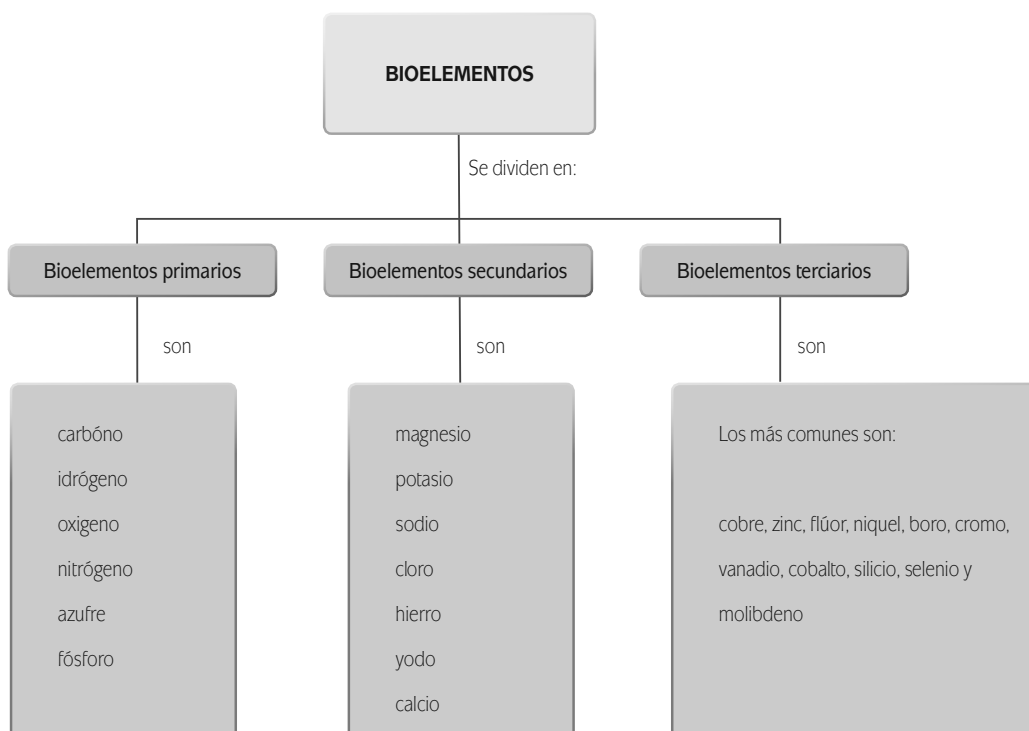 BIOELEMENTOS
Se dividen en:
Bioelementos primarios
Bioelementos secundarios
Bioelementos terciarios
son
son
son
carbóno
idrógeno
oxigeno
nitrógeno
azufre
fósforo
magnesio
potasio
sodio
cloro
hierro
yodo
calcio
Los más comunes son:
cobre, zinc, flúor, niquel, boro, cromo,
vanadio, cobalto, silicio, selenio y
molibdeno